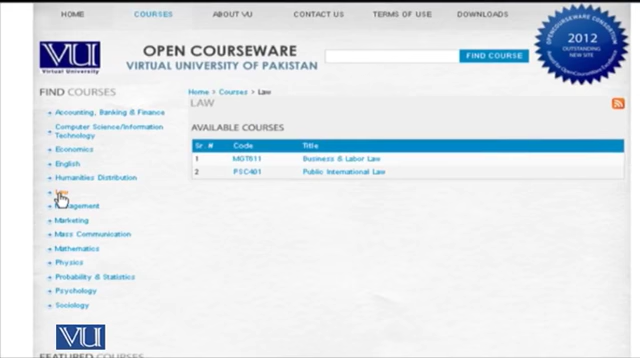 HOME COURSES ABOUT VU CONTACT US TERMS OF USE DOWNLOADS
VU
Virtual University
OPEN COURSEWARE
VIRTUAL UNIVERSITY OF PAKISTAN
FIND COURSE
OPENCOURSEWARE CONSORTIUM
2012
OUTSTANDING
NEW SITE
FIND COURSES
Accounting, Banking & Finance
Computer Science/Information
Technology
Economics
English
Humanities Distribution
Law
Management
Marketing
Mass Communication
Mathematics
Physics
Probability & Statistics
Psychology
Sociology
Home > Courses > Law
LAW
AVAILABLE COURSES
Sr # Code Title
1 MGT611 Business & Labor Law
2 PSC401 Public International Law
VU
FEATURED COURSES